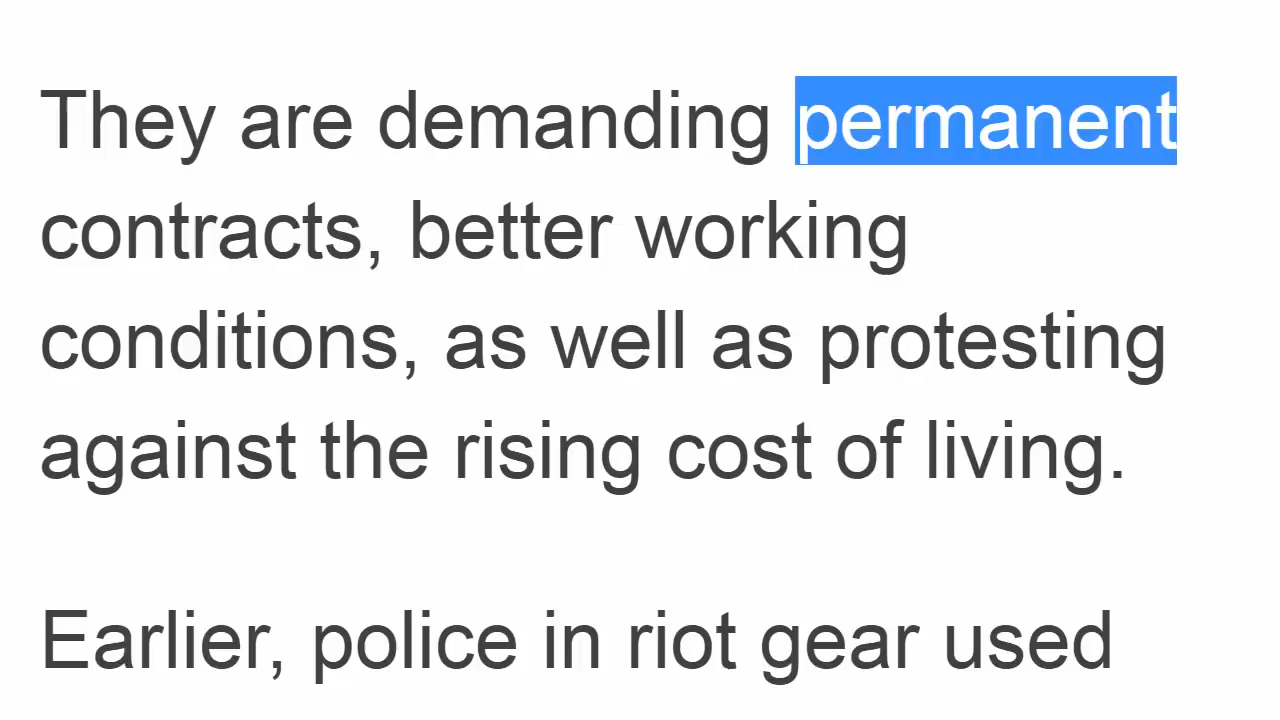 They are demanding permanent
contracts, better working
conditions, as well as protesting
against the rising cost of living.
Earlier, police in riot gear used